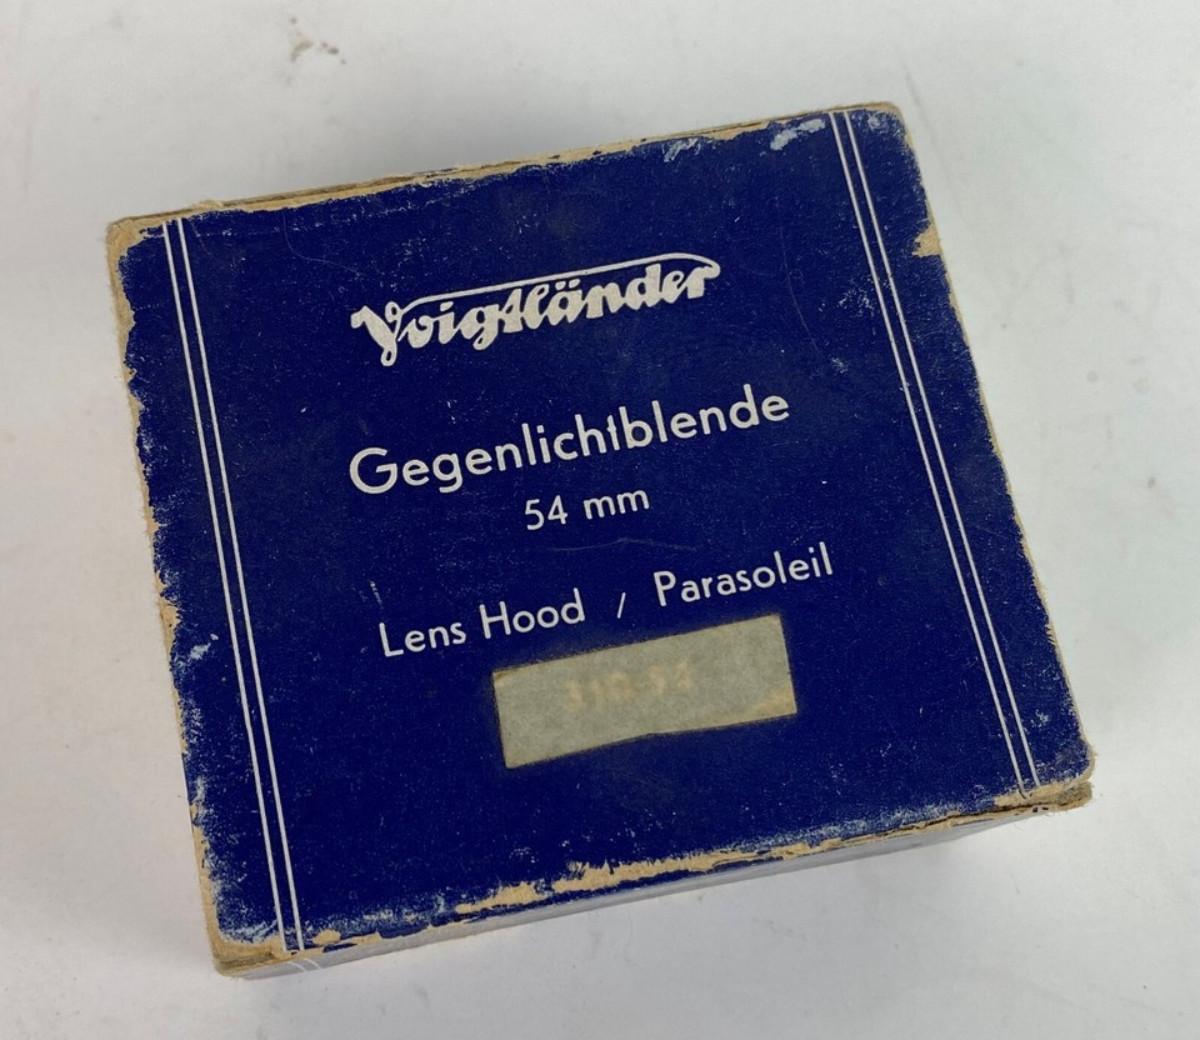 Voigtländer
Gegenlichtblende
54 mm
Lens Hood / Parasoleil